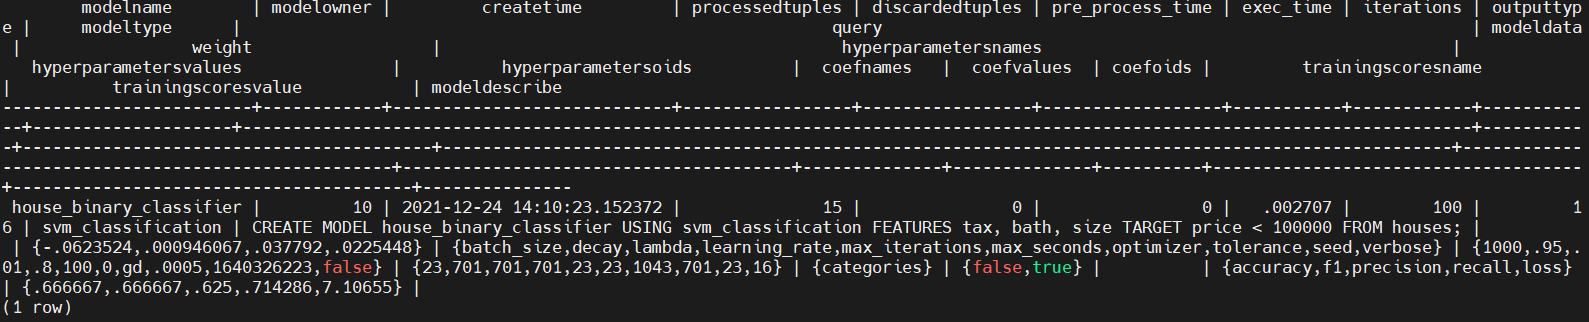 modelname | modelowner | createtime | processedtuples | discardedtuples | pre_process_time | exec_time | iterations | outputtyp
e | modeltype | query | modeldata
| weight | hyperparametersnames |
hyperparametersvalues | hyperparametersoids | coefnames | coefvalues | coefoids | trainingscoresname
| trainingscoresvalue | modeldescribe
-------------------------+------------+----------------------------+-----------------+-----------------+------------------+-----------+------------+----------
--+--------------------+---------------------------------------------------------------------------------------------------------------------------+----------
-+-----------------------------------------+-----------------------------------------------------------------------------------------------------+------------
---------------------------------------+---------------------------------------+--------------+--------------+----------+-------------------------------------
+----------------------------------------+---------------
house_binary_classifier | 10 | 2021-12-24 14:10:23.152372 | 15 | 0 | 0 | .002707 | 100 | 1
6 | svm_classification | CREATE MODEL house_binary_classifier USING svm_classification FEATURES tax, bath, size TARGET price < 100000 FROM houses; |
| {-.0623524,.000946067,.037792,.0225448} | {batch_size,decay,lambda,learning_rate,max_iterations,max_seconds,optimizer,tolerance,seed,verbose} | {1000,.95,.
01,.8,100,0,gd,.0005,1640326223,false} | {23,701,701,701,23,23,1043,701,23,16} | {categories} | {false,true} | | {accuracy,f1,precision,recall,loss}
| {.666667,.666667,.625,.714286,7.10655} |
(1 row)